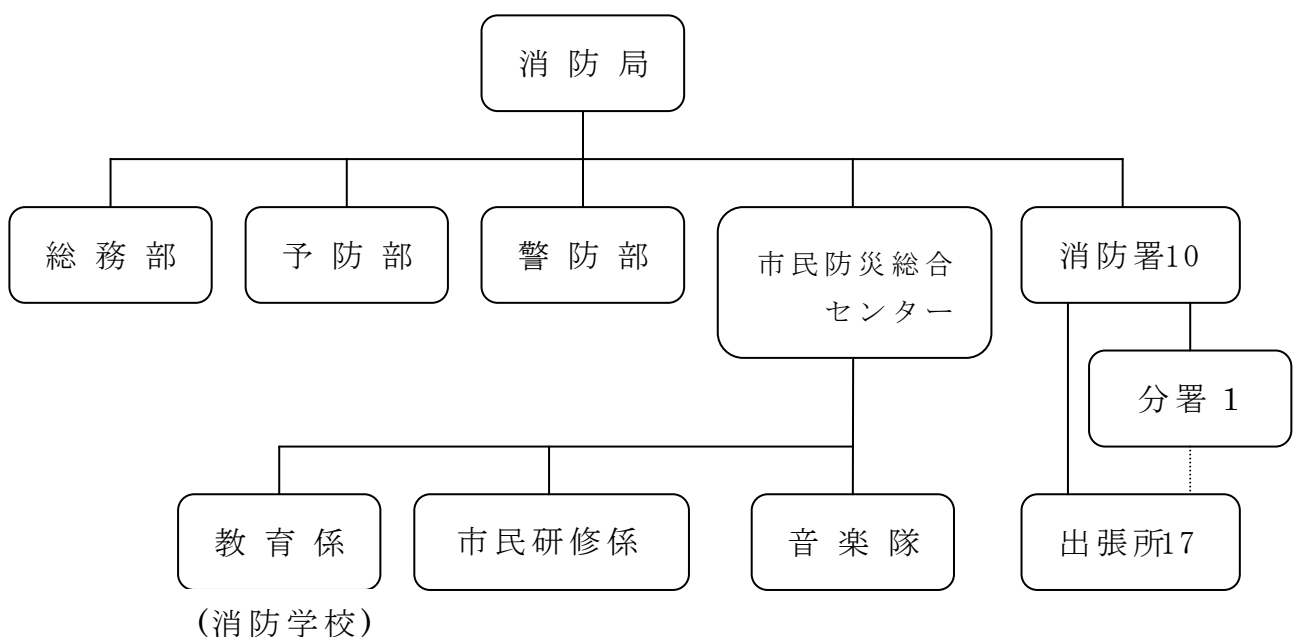 消防局
総務部
予防部
警防部
市民防災総合
センター
消防署10
分署 1
教育係
市民研修係
音楽隊
出張所17
(消防学校)